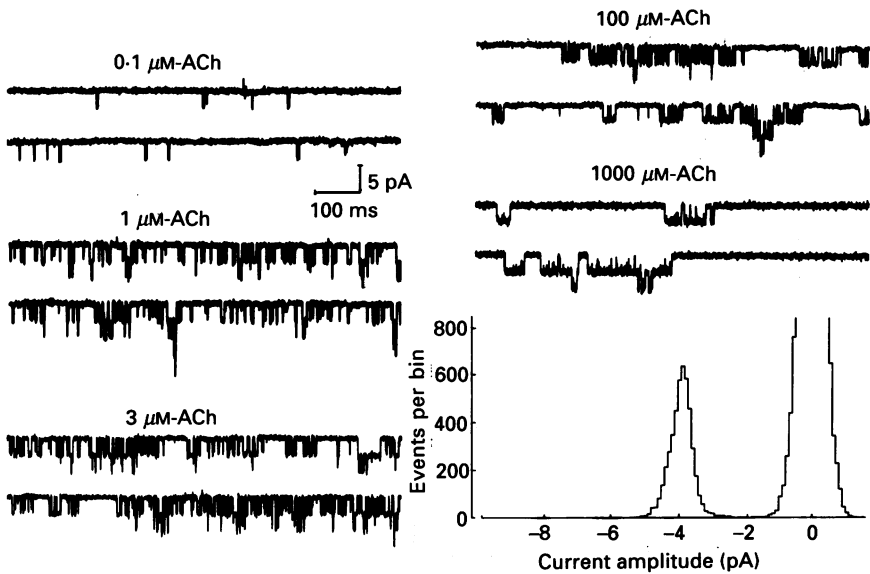 0·1 μM-ACh
5 pA
100 ms
1 μM-ACh
3 μM-ACh
100 μM-ACh
1000 μM-ACh
Events per bin
800
600
400
200
0
−8
−6
−4
−2
0
Current amplitude (pA)